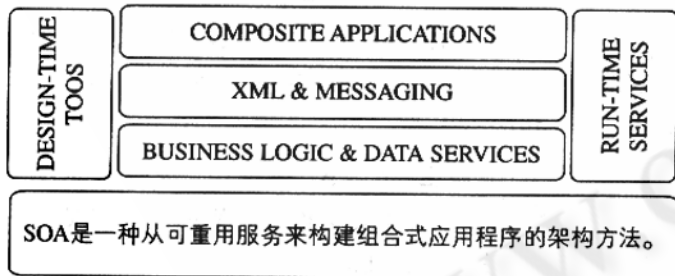 DESIGN-TIME
TOOS
COMPOSITE APPLICATIONS
XML & MESSAGING
BUSINESS LOGIC & DATA SERVICES
RUN-TIME
SERVICES
SOA是一种从可重用服务来构建组合式应用程序的架构方法。